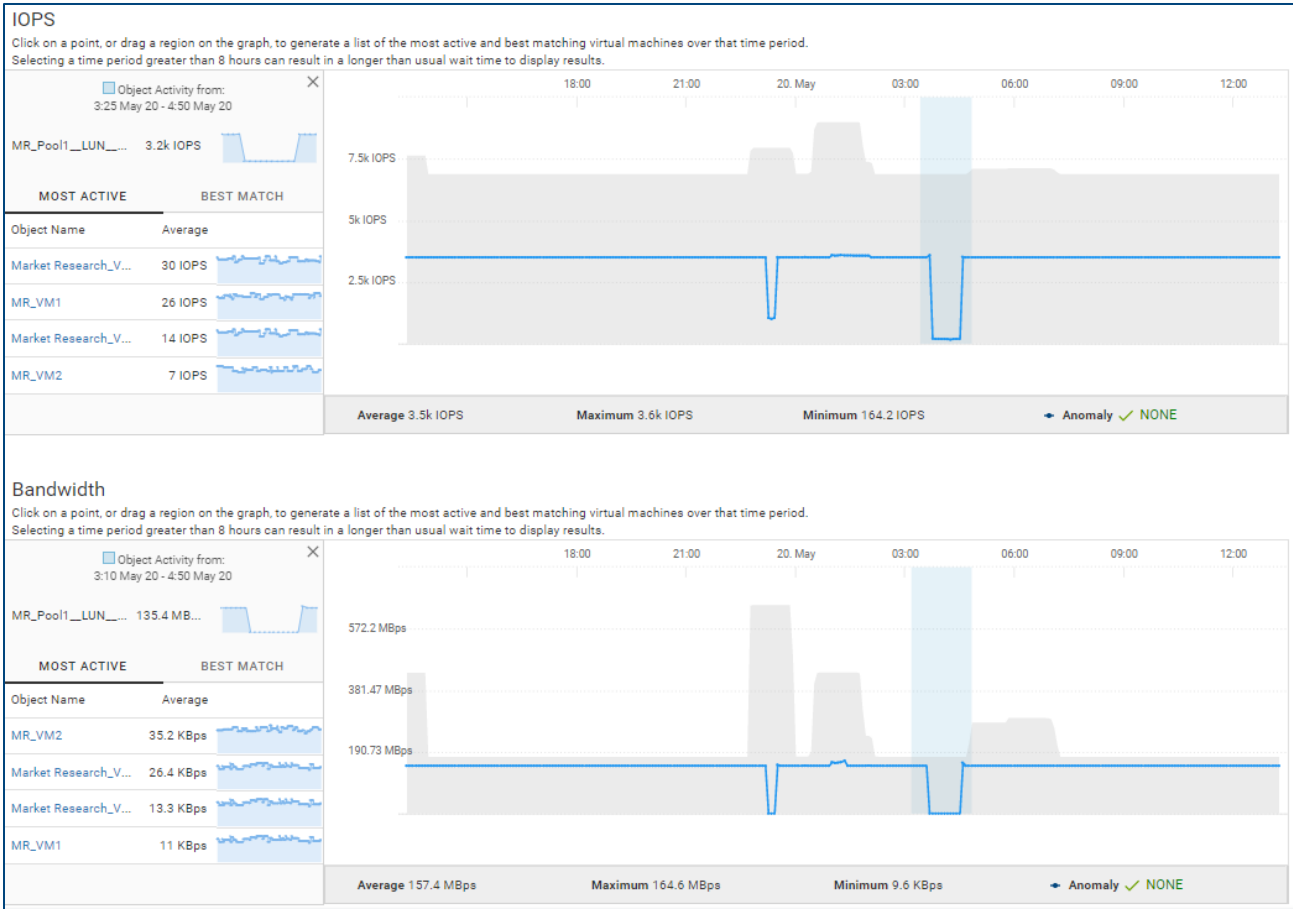 IOPS
Click on a point, or drag a region on the graph, to generate a list of the most active and best matching virtual machines over that time period.
Selecting a time period greater than 8 hours can result in a longer than usual wait time to display results.
Object Activity from:
3:25 May 20 - 4:50 May 20
MR_Pool1__LUN__... 3.2k IOPS
MOST ACTIVE BEST MATCH
Object Name Average
Market Research_V... 30 IOPS
MR_VM1 26 IOPS
Market Research_V... 14 IOPS
MR_VM2 7 IOPS
18:00 21:00 20. May 03:00 06:00 09:00 12:00
7.5k IOPS
5k IOPS
2.5k IOPS
Average 3.5k IOPS Maximum 3.6k IOPS Minimum 164.2 IOPS Anomaly NONE
Bandwidth
Click on a point, or drag a region on the graph, to generate a list of the most active and best matching virtual machines over that time period.
Selecting a time period greater than 8 hours can result in a longer than usual wait time to display results.
Object Activity from:
3:10 May 20 - 4:50 May 20
MR_Pool1__LUN__... 135.4 MB...
MOST ACTIVE BEST MATCH
Object Name Average
MR_VM2 35.2 KBps
Market Research_V... 26.4 KBps
Market Research_V... 13.3 KBps
MR_VM1 11 KBps
18:00 21:00 20. May 03:00 06:00 09:00 12:00
572.2 MBps
381.47 MBps
190.73 MBps
Average 157.4 MBps Maximum 164.6 MBps Minimum 9.6 KBps Anomaly NONE